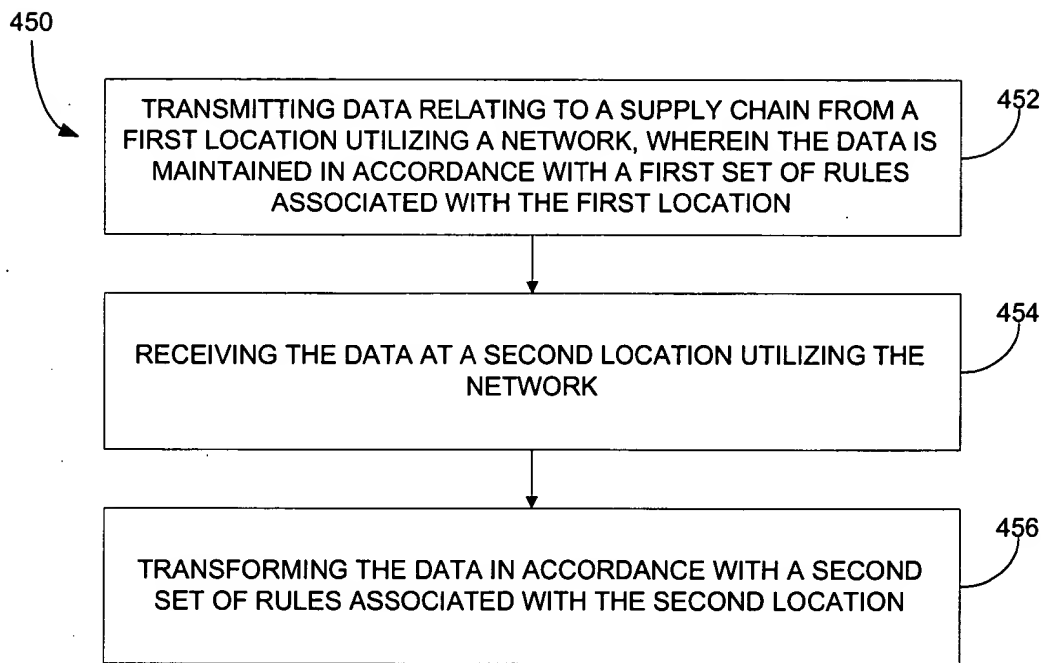 450
TRANSMITTING DATA RELATING TO A SUPPLY CHAIN FROM A
FIRST LOCATION UTILIZING A NETWORK, WHEREIN THE DATA IS
MAINTAINED IN ACCORDANCE WITH A FIRST SET OF RULES
ASSOCIATED WITH THE FIRST LOCATION
452
RECEIVING THE DATA AT A SECOND LOCATION UTILIZING THE
NETWORK
454
TRANSFORMING THE DATA IN ACCORDANCE WITH A SECOND
SET OF RULES ASSOCIATED WITH THE SECOND LOCATION
456